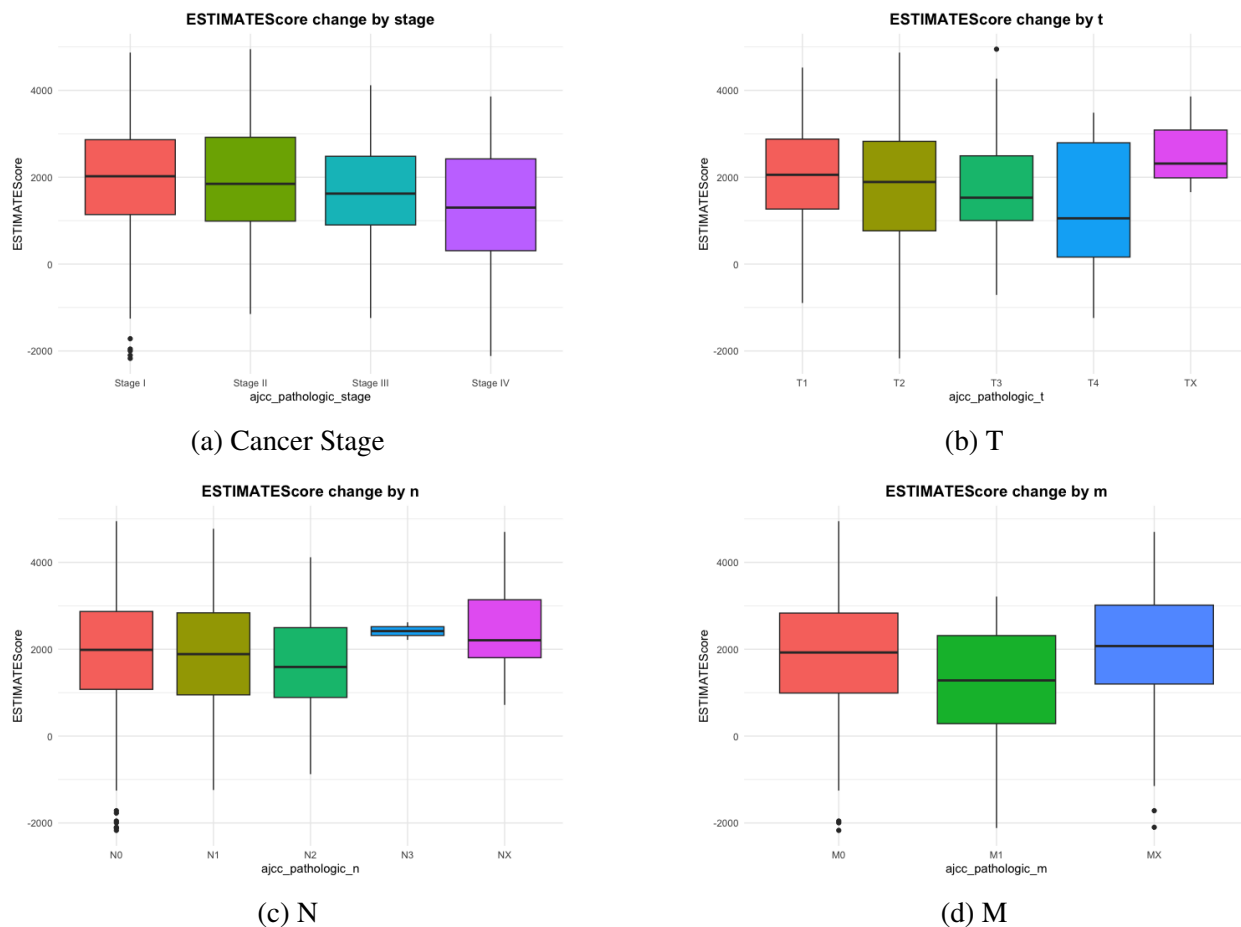 ESTIMATEScore change by stage
ESTIMATEScore
4000
2000
0
-2000
Stage I Stage II Stage III Stage IV
ajcc_pathologic_stage
(a) Cancer Stage
ESTIMATEScore change by t
ESTIMATEScore
4000
2000
0
-2000
T1 T2 T3 T4 TX
ajcc_pathologic_t
(b) T
ESTIMATEScore change by n
ESTIMATEScore
4000
2000
0
-2000
N0 N1 N2 N3 NX
ajcc_pathologic_n
(c) N
ESTIMATEScore change by m
ESTIMATEScore
4000
2000
0
-2000
M0 M1 MX
ajcc_pathologic_m
(d) M